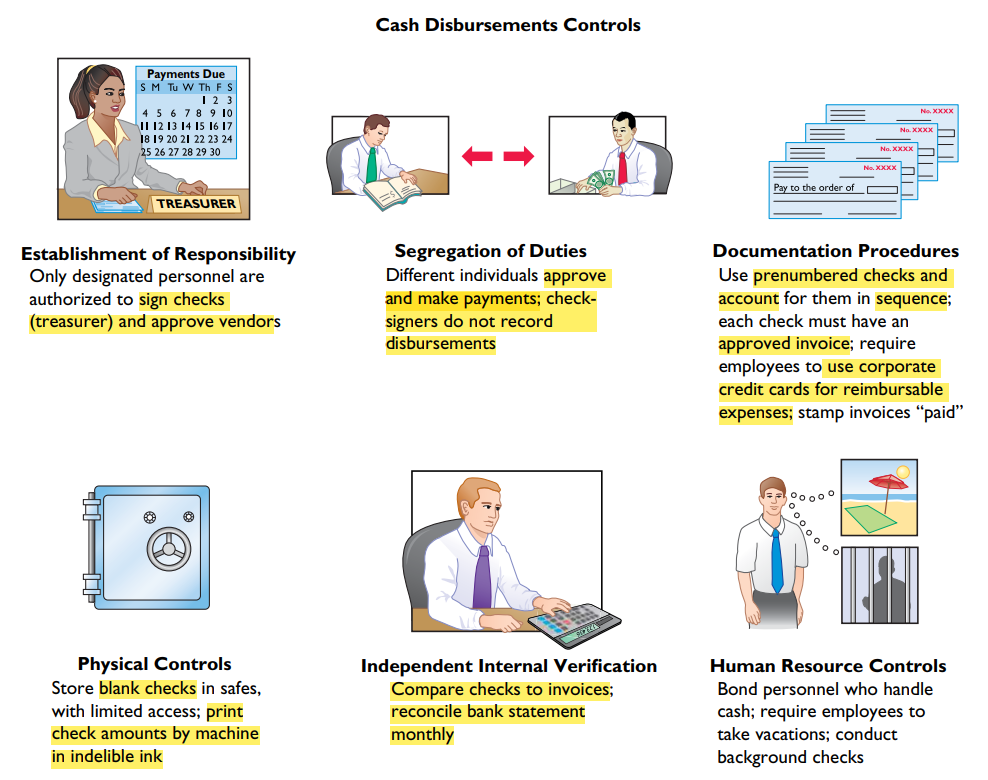 Cash Disbursements Controls
Payments Due
S M Tu W Th F S
1 2 3
4 5 6 7 8 9 10
11 12 13 14 15 16 17
18 19 20 21 22 23 24
25 26 27 28 29 30
TREASURER
No. XXXX
No. XXXX
No. XXXX
No. XXXX
Pay to the order of
Establishment of Responsibility
Only designated personnel are
authorized to sign checks
(treasurer) and approve vendors
Segregation of Duties
Different individuals approve
and make payments; check-
signers do not record
disbursements
Documentation Procedures
Use prenumbered checks and
account for them in sequence;
each check must have an
approved invoice; require
employees to use corporate
credit cards for reimbursable
expenses; stamp invoices “paid”
Physical Controls
Store blank checks in safes,
with limited access; print
check amounts by machine
in indelible ink
Independent Internal Verification
Compare checks to invoices;
reconcile bank statement
monthly
Human Resource Controls
Bond personnel who handle
cash; require employees to
take vacations; conduct
background checks